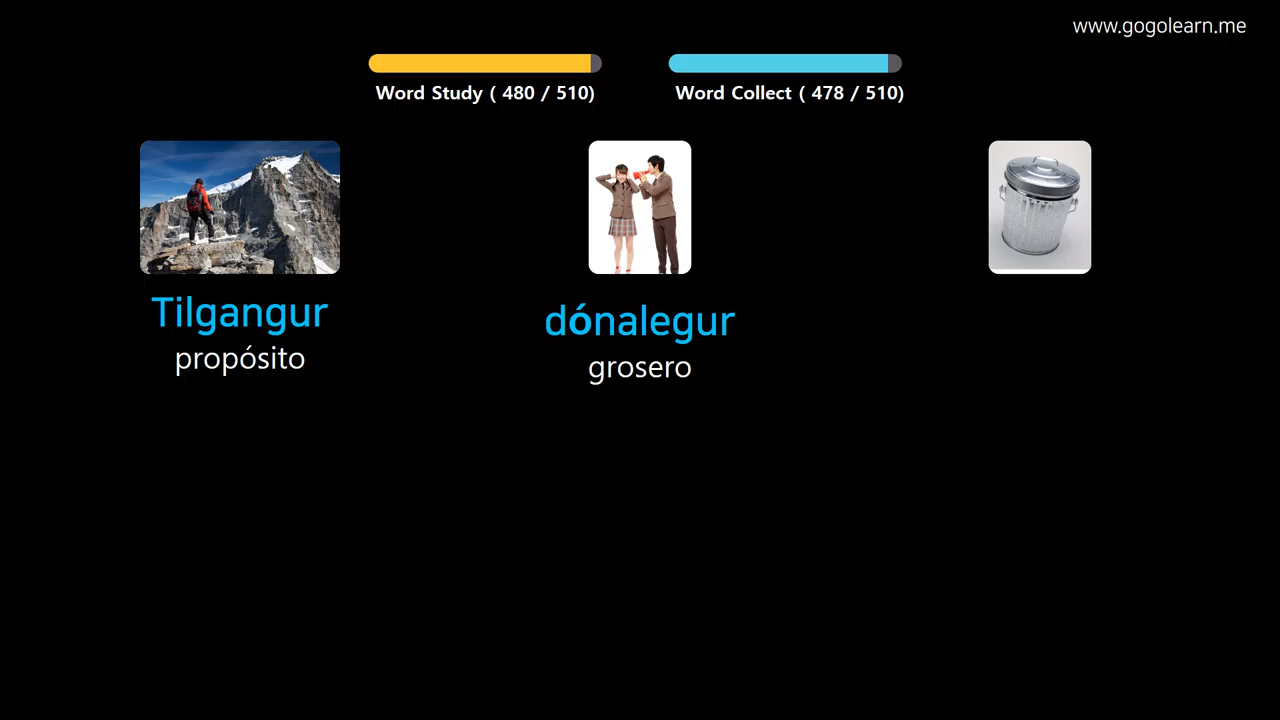 www.gogolearn.me
Word Study ( 480 / 510)
Word Collect ( 478 / 510)
Tilgangur
propósito
dónalegur
grosero